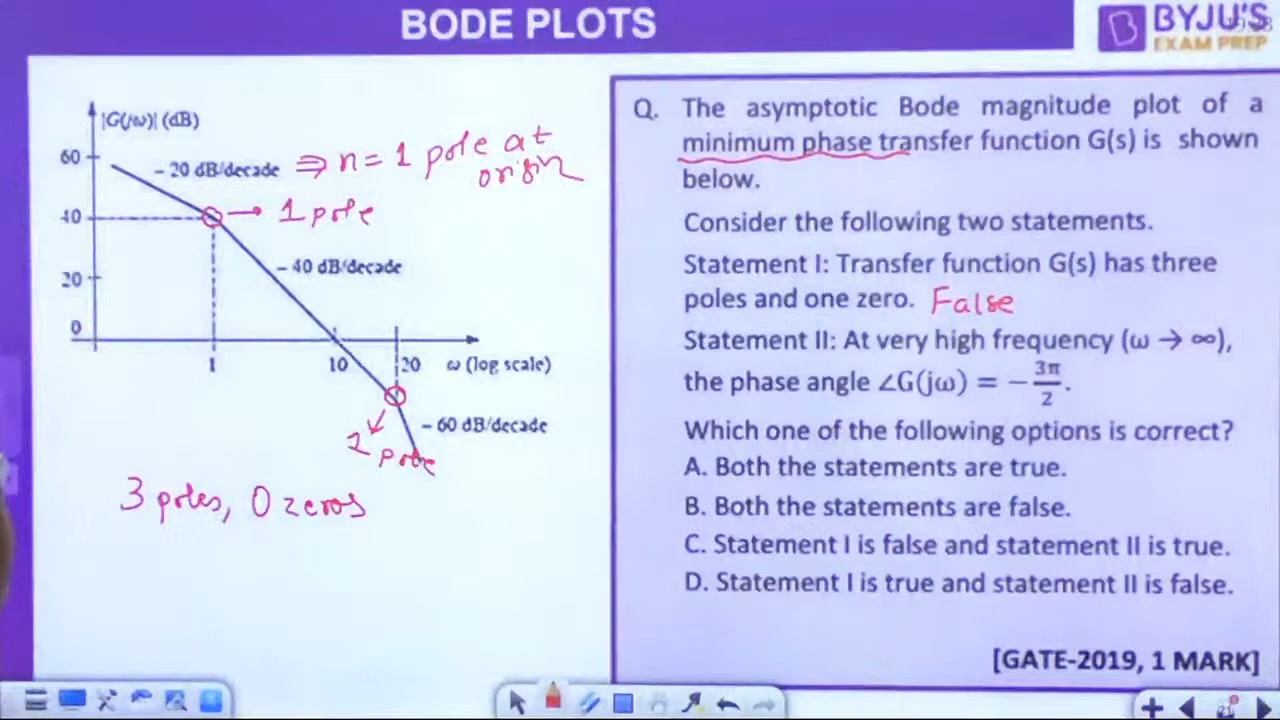 BODE PLOTS
BYJU'S
EXAM PREP
|G(jω)| (dB)
60
40
20
0
1
10
20
ω (log scale)
– 20 dB/decade
⇒ n = 1 pole at
origin
→ 1 pole
– 40 dB/decade
– 60 dB/decade
1 pole
3 poles, 0 zeros
Q. The asymptotic Bode magnitude plot of a
minimum phase transfer function G(s) is shown
below.
Consider the following two statements.
Statement I: Transfer function G(s) has three
poles and one zero. False
Statement II: At very high frequency (ω → ∞),
the phase angle ∠G(jω) = − 3π/2.
Which one of the following options is correct?
A. Both the statements are true.
B. Both the statements are false.
C. Statement I is false and statement II is true.
D. Statement I is true and statement II is false.
[GATE-2019, 1 MARK]